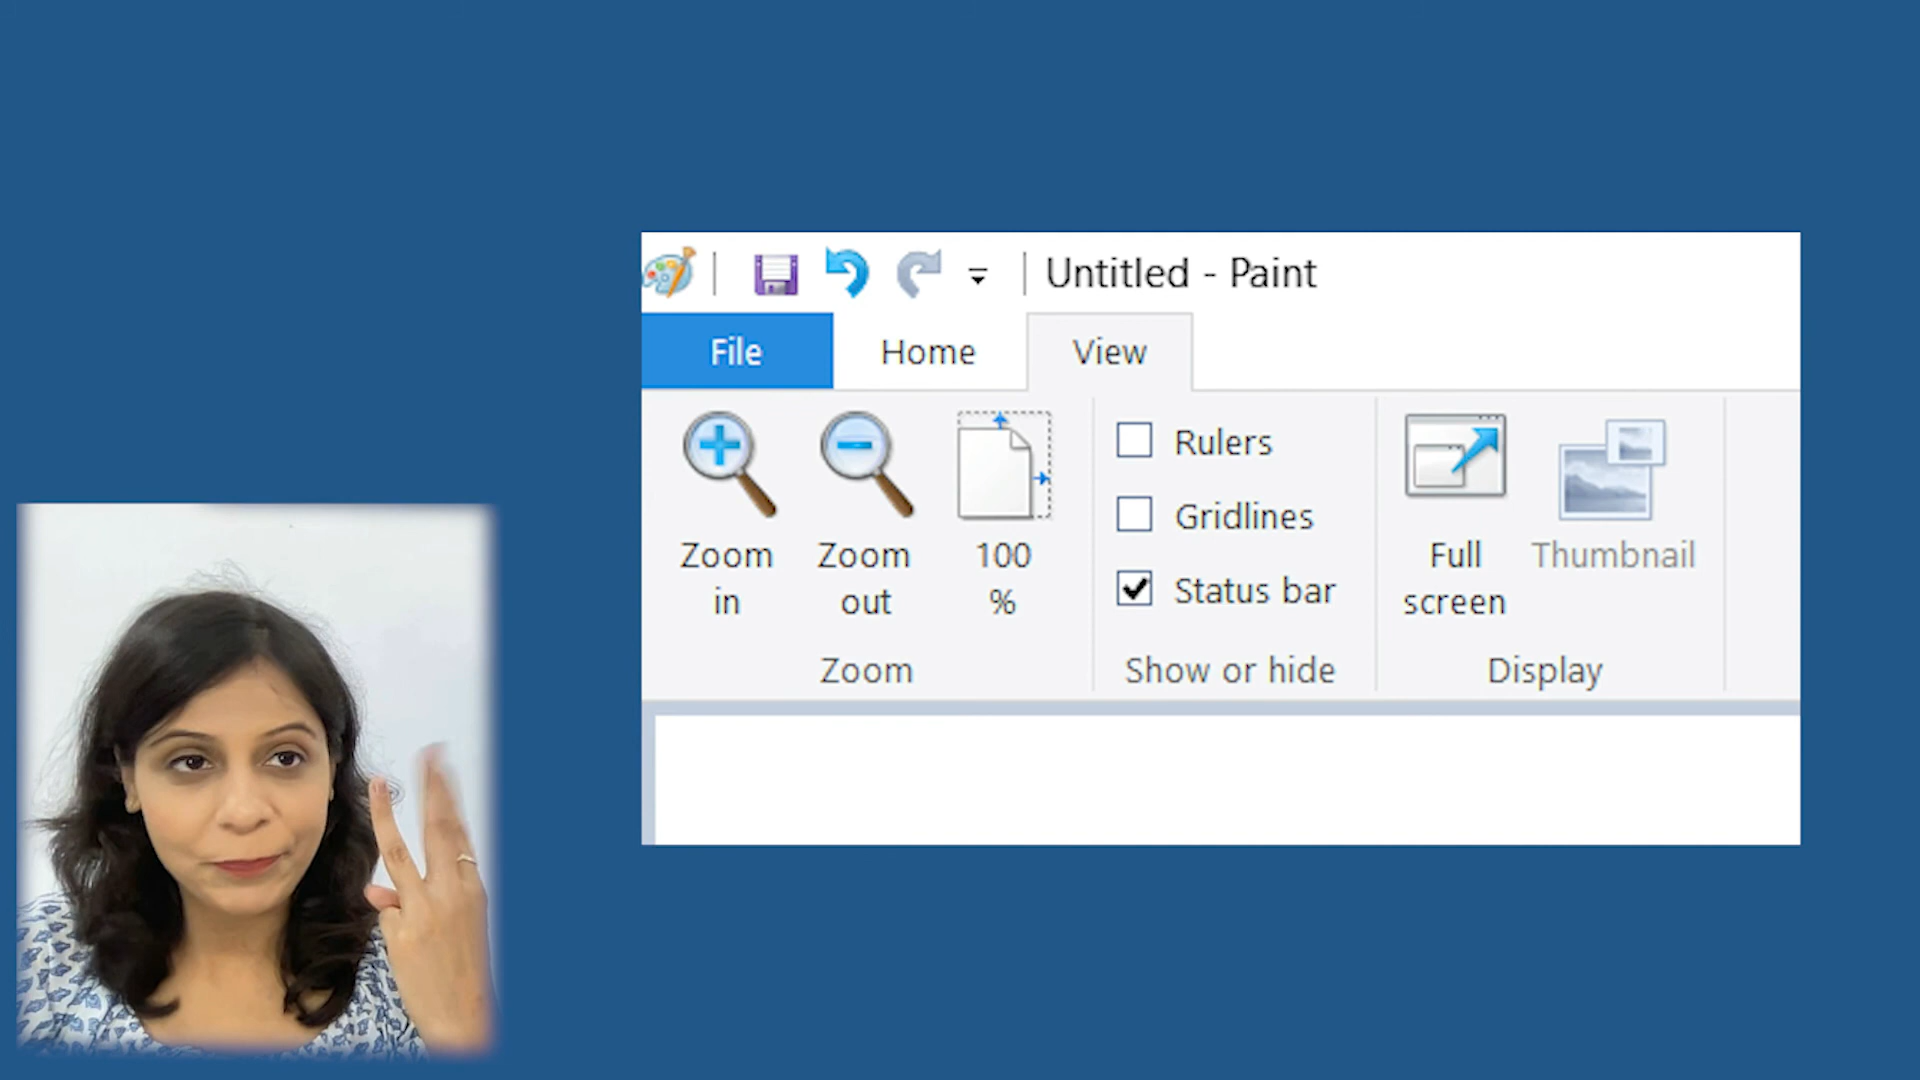 Untitled - Paint
File Home View
Zoom in
Zoom out
100 %
Zoom
Rulers
Gridlines
Status bar
Show or hide
Full screen
Thumbnail
Display